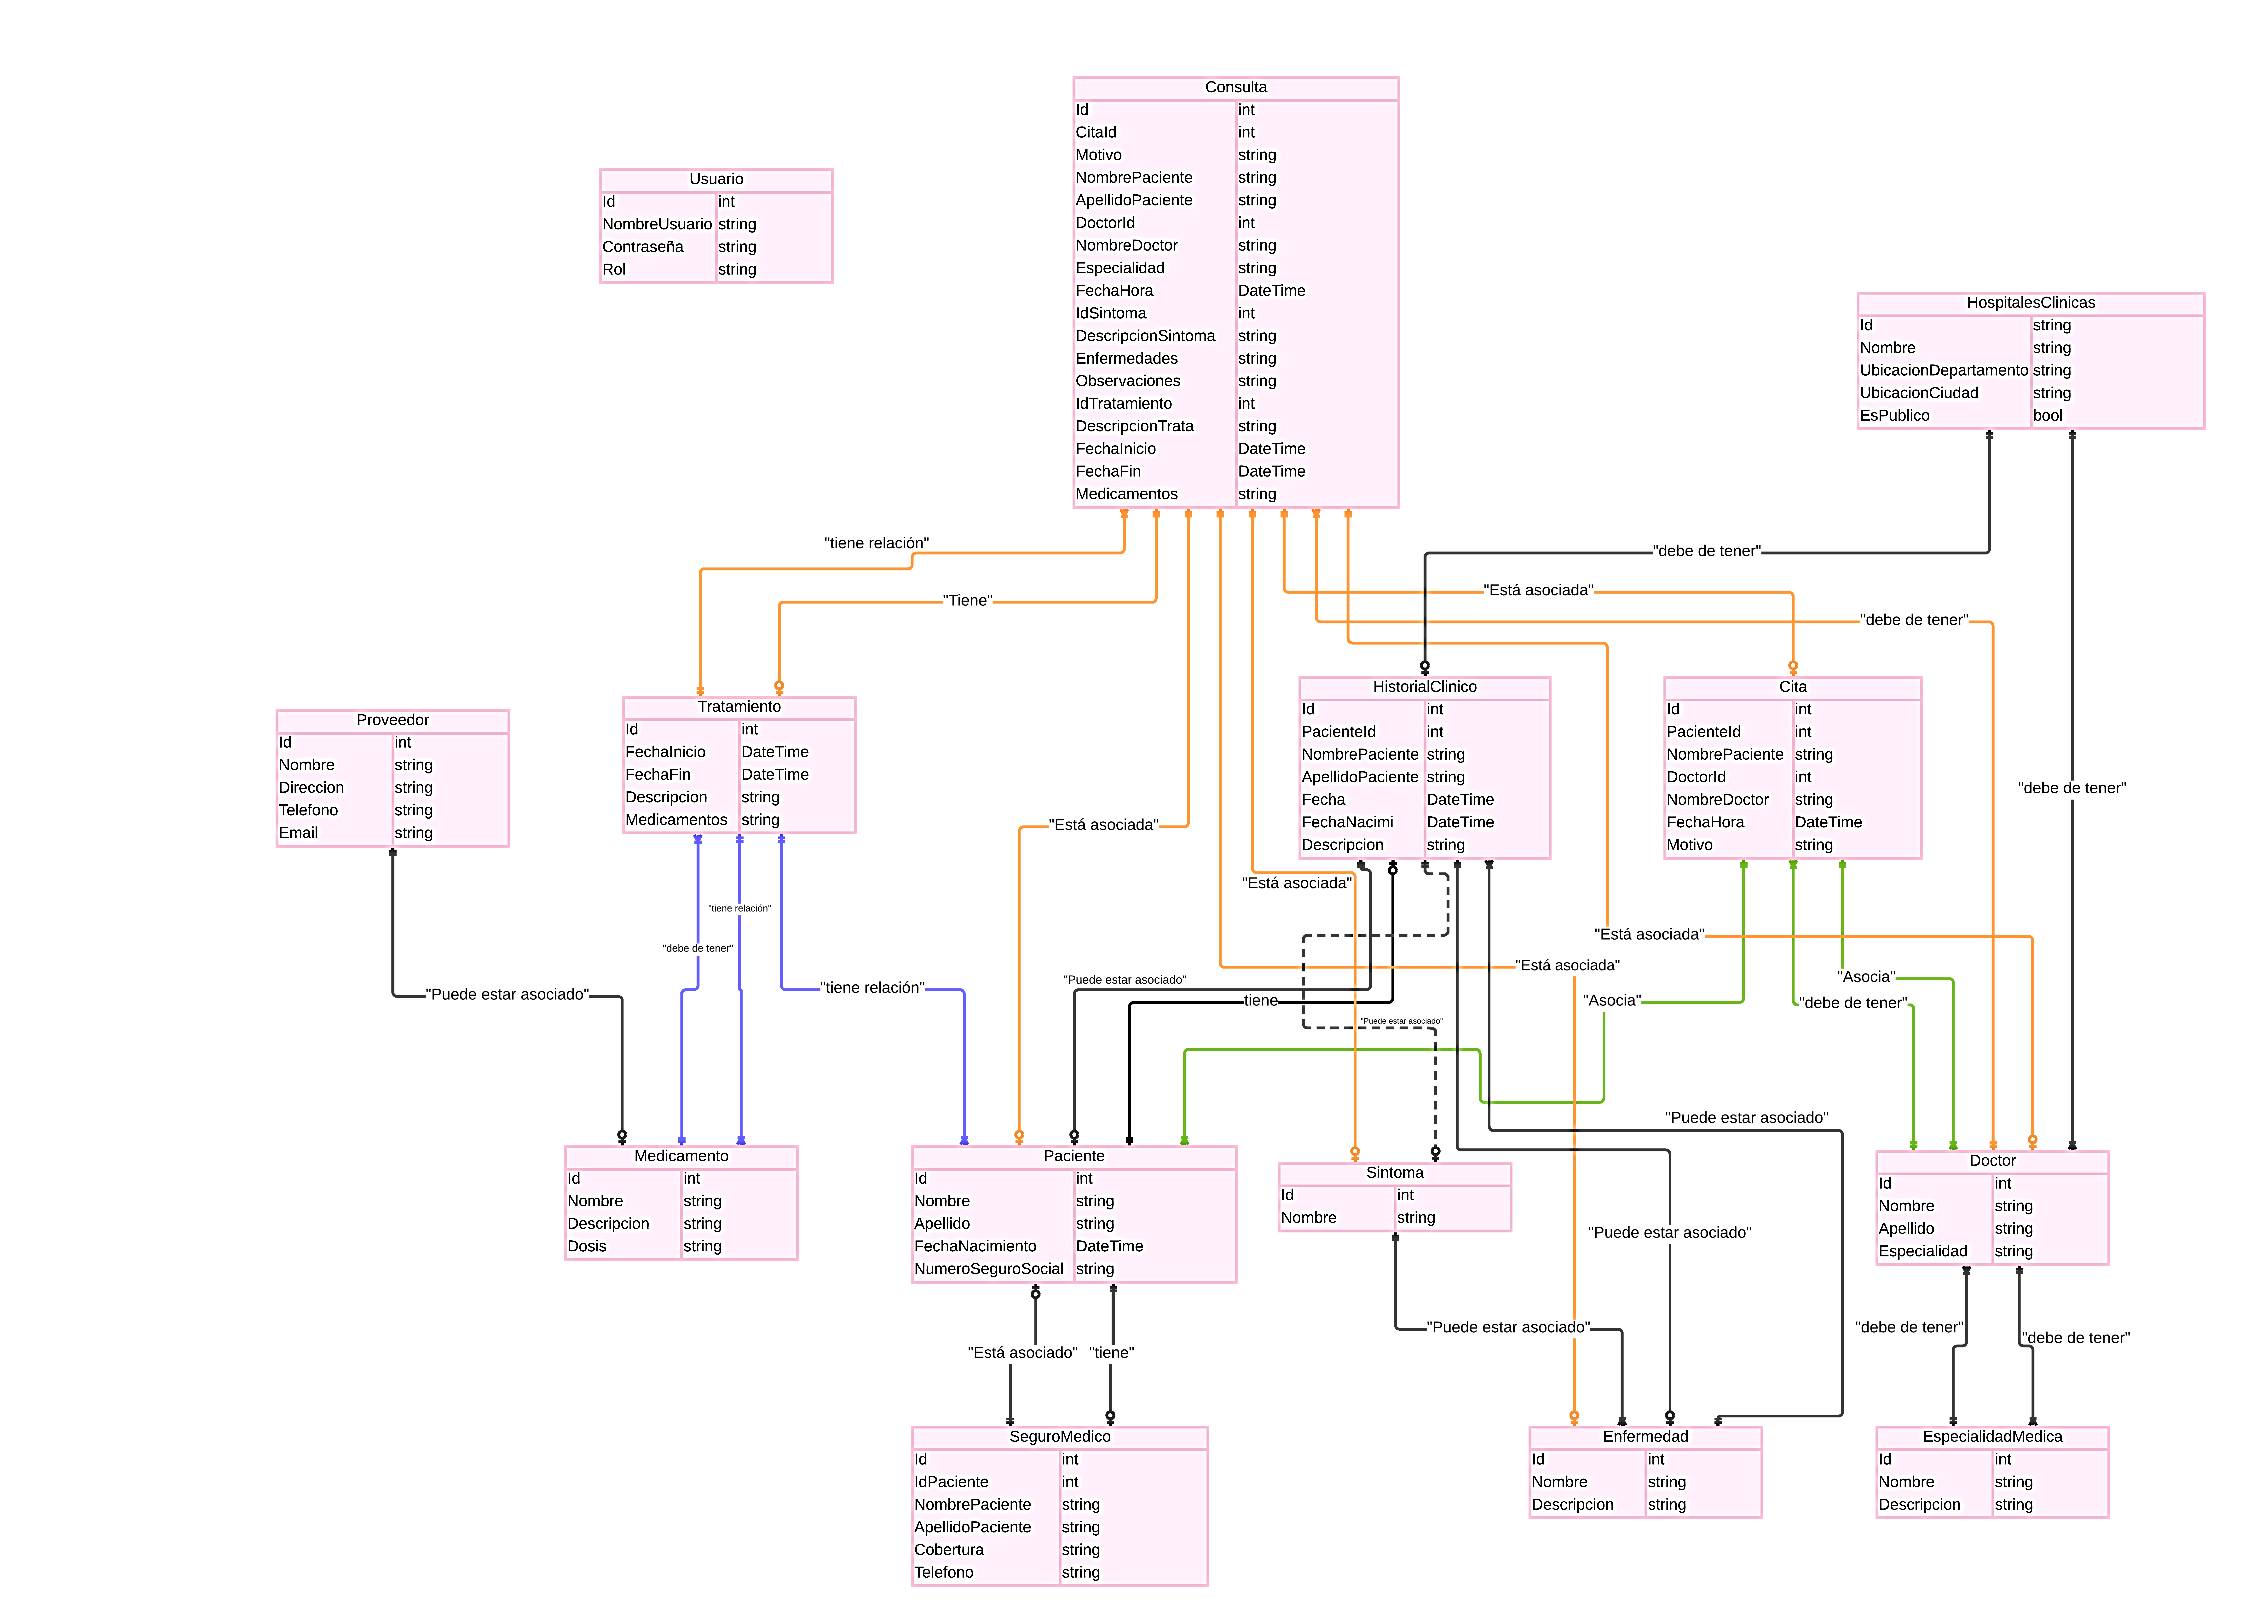 Consulta
Id int
CitaId int
Motivo string
NombrePaciente string
ApellidoPaciente string
DoctorId int
NombreDoctor string
Especialidad string
FechaHora DateTime
IdSintoma int
DescripcionSintoma string
Enfermedades string
Observaciones string
IdTratamiento int
DescripcionTrata string
FechaInicio DateTime
FechaFin DateTime
Medicamentos string
Usuario
Id int
NombreUsuario string
Contraseña string
Rol string
HospitalesClinicas
Id string
Nombre string
UbicacionDepartamento string
UbicacionCiudad string
EsPublico bool
"tiene relación"
"debe de tener"
"Está asociada"
"Tiene"
"debe de tener"
Proveedor
Id int
Nombre string
Direccion string
Telefono string
Email string
Tratamiento
Id int
FechaInicio DateTime
FechaFin DateTime
Descripcion string
Medicamentos string
HistorialClinico
Id int
PacienteId int
NombrePaciente string
ApellidoPaciente string
Fecha DateTime
FechaNacimi DateTime
Descripcion string
Cita
Id int
PacienteId int
NombrePaciente string
DoctorId int
NombreDoctor string
FechaHora DateTime
Motivo string
"debe de tener"
"Está asociada"
"Está asociada"
"tiene relación"
"debe de tener"
"Está asociada"
"Está asociada"
"Asocia"
"Puede estar asociado"
"tiene relación"
"Puede estar asociado"
tiene
"Asocia"
"debe de tener"
"Puede estar asociado"
"Puede estar asociado"
Medicamento
Id int
Nombre string
Descripcion string
Dosis string
Paciente
Id int
Nombre string
Apellido string
FechaNacimiento DateTime
NumeroSeguroSocial string
Sintoma
Id int
Nombre string
Doctor
Id int
Nombre string
Apellido string
Especialidad string
"Puede estar asociado"
"Puede estar asociado"
"debe de tener"
"debe de tener"
"Está asociado"
"tiene"
SeguroMedico
Id int
IdPaciente int
NombrePaciente string
ApellidoPaciente string
Cobertura string
Telefono string
Enfermedad
Id int
Nombre string
Descripcion string
EspecialidadMedica
Id int
Nombre string
Descripcion string